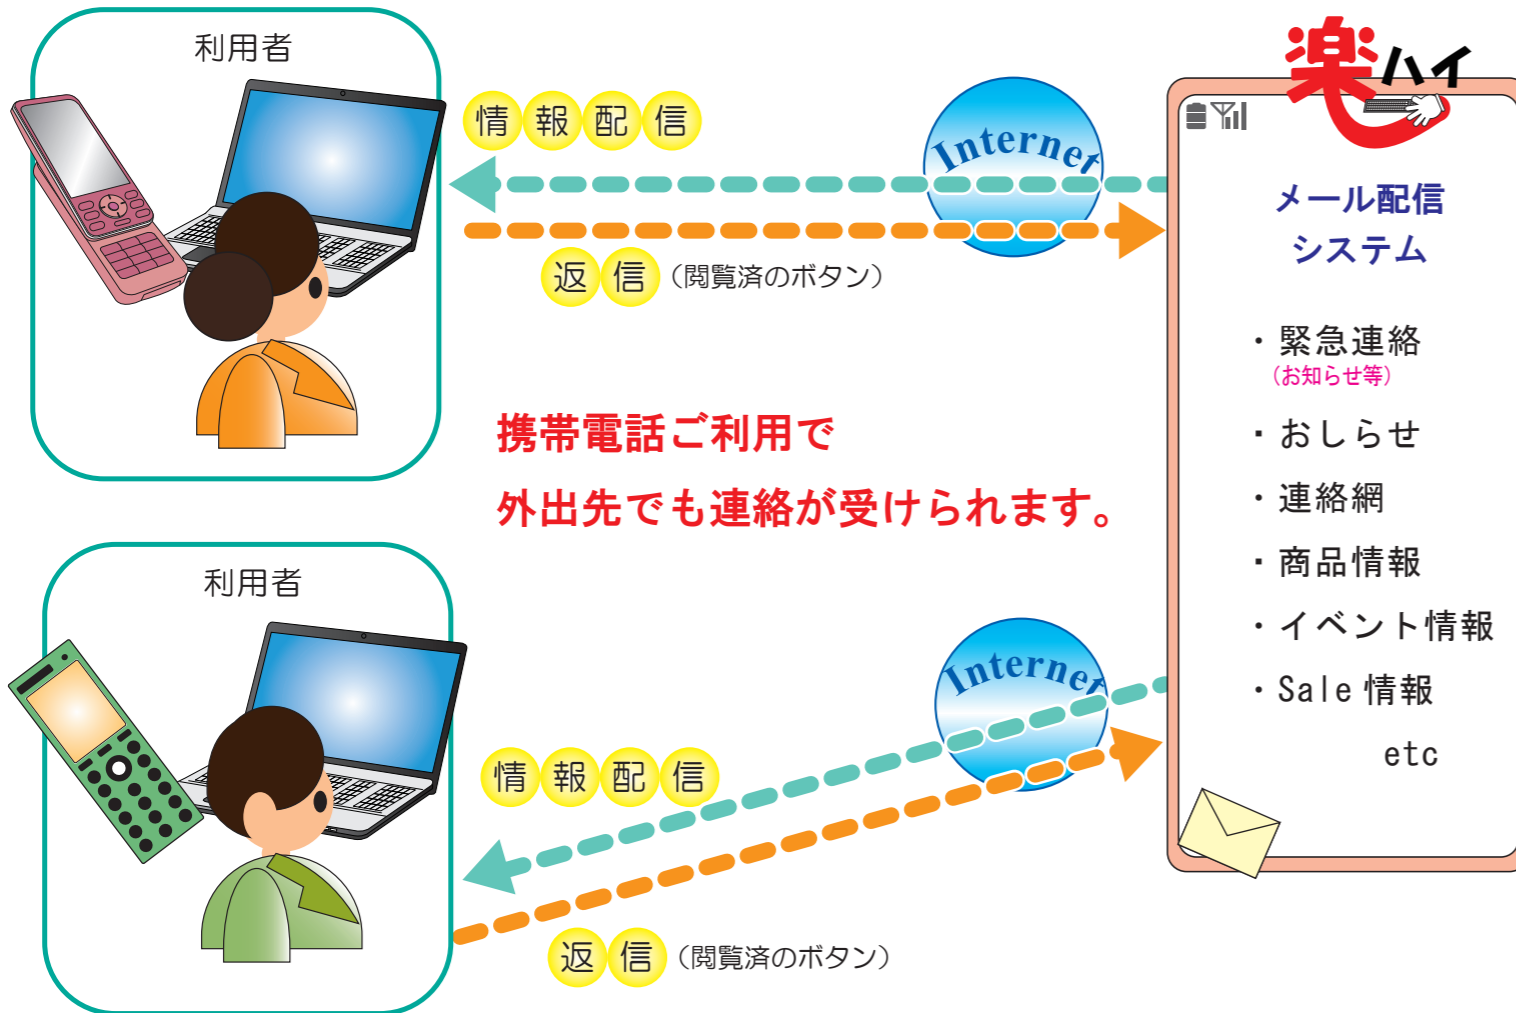 利用者
情報配信
Internet
返信（閲覧済のボタン）
楽ハイ
メール配信
システム
・緊急連絡
（お知らせ等）
・おしらせ
・連絡網
・商品情報
・イベント情報
・Sale 情報
etc
携帯電話ご利用で
外出先でも連絡が受けられます。
利用者
情報配信
Internet
返信（閲覧済のボタン）